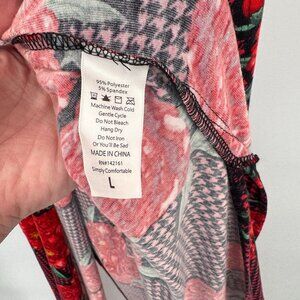 95% Polyester
5% Spandex
Machine Wash Cold
Gentle Cycle
Do Not Bleach
Hang Dry
Do Not Iron
Or You'll Be Sad
MADE IN CHINA
RN#142161
Simply Comfortable
L